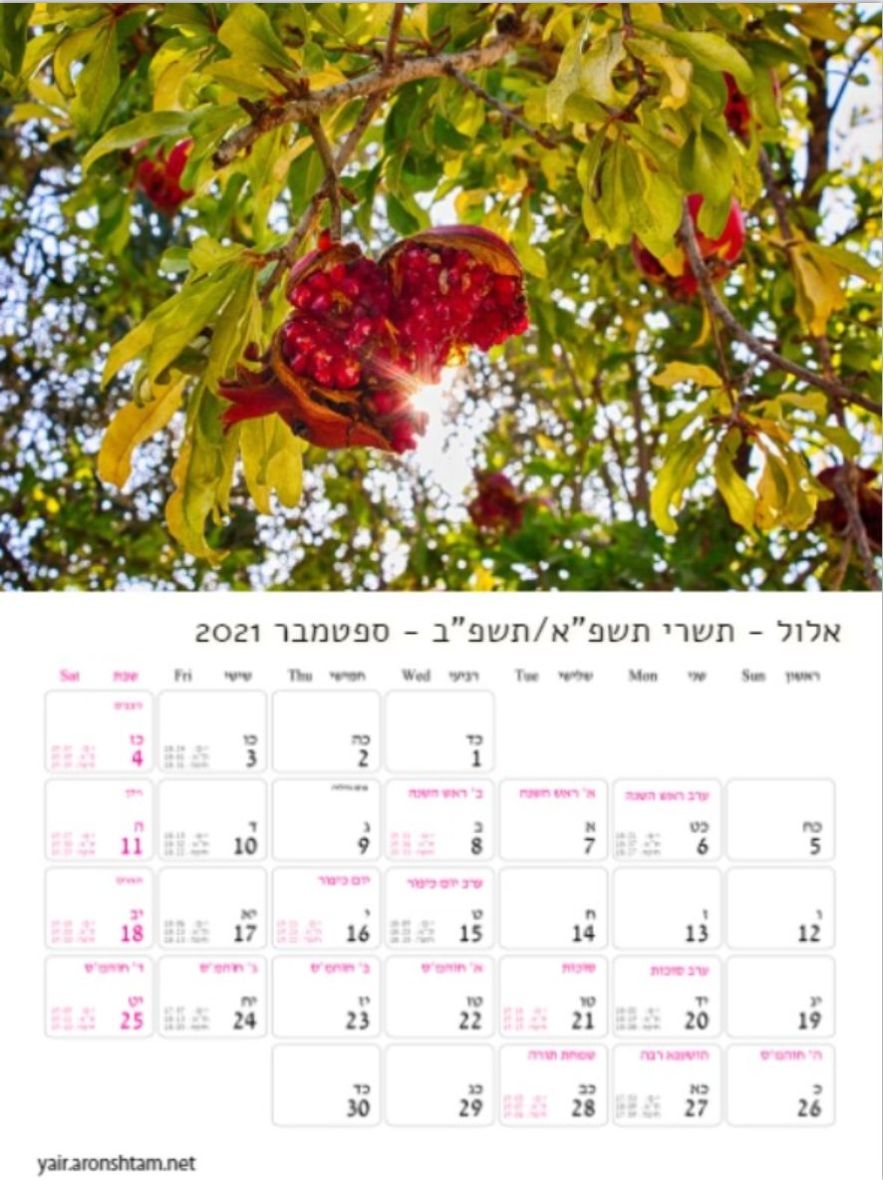 אלול - תשרי תשפ"א/תשפ"ב - ספטמבר 2021
ראשון Sun שני Mon שלישי Tue רביעי Wed חמישי Thu שישי Fri שבת Sat
נצבים
כד כה כו כז
1 2 3 4
ערב ראש השנה א' ראש השנה ב' ראש השנה צום גדליה וילך
כח כט א ב ג ד ה
5 6 7 8 9 10 11
ערב יום כיפור יום כיפור האזינו
ו ז ח ט י יא יב
12 13 14 15 16 17 18
ערב סוכות סוכות א' חוהמ"ס ב' חוהמ"ס ג' חוהמ"ס ד' חוהמ"ס
יג יד טו טז יז יח יט
19 20 21 22 23 24 25
ה' חוהמ"ס הושענא רבה שמחת תורה
כ כא כב כג כד
26 27 28 29 30
yair.aronshtam.net